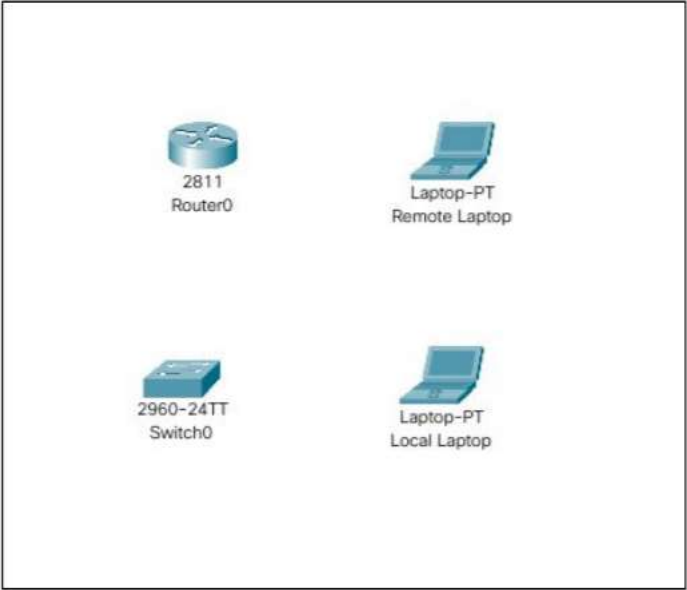 2811
Router0
Laptop-PT
Remote Laptop
2960-24TT
Switch0
Laptop-PT
Local Laptop